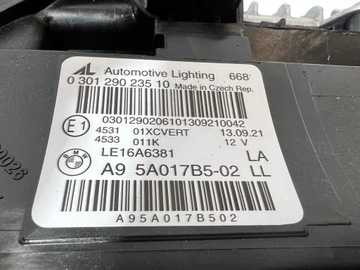 AL Automotive Lighting 668
0 301 290 235 10 Made in Czech Rep.
0301290206101309210042
E1 4531 01XCVERT 13.09.21
4533 011K 12 V
LE16A6381 LA
A9 5A017B5-02 LL
A95A017B502